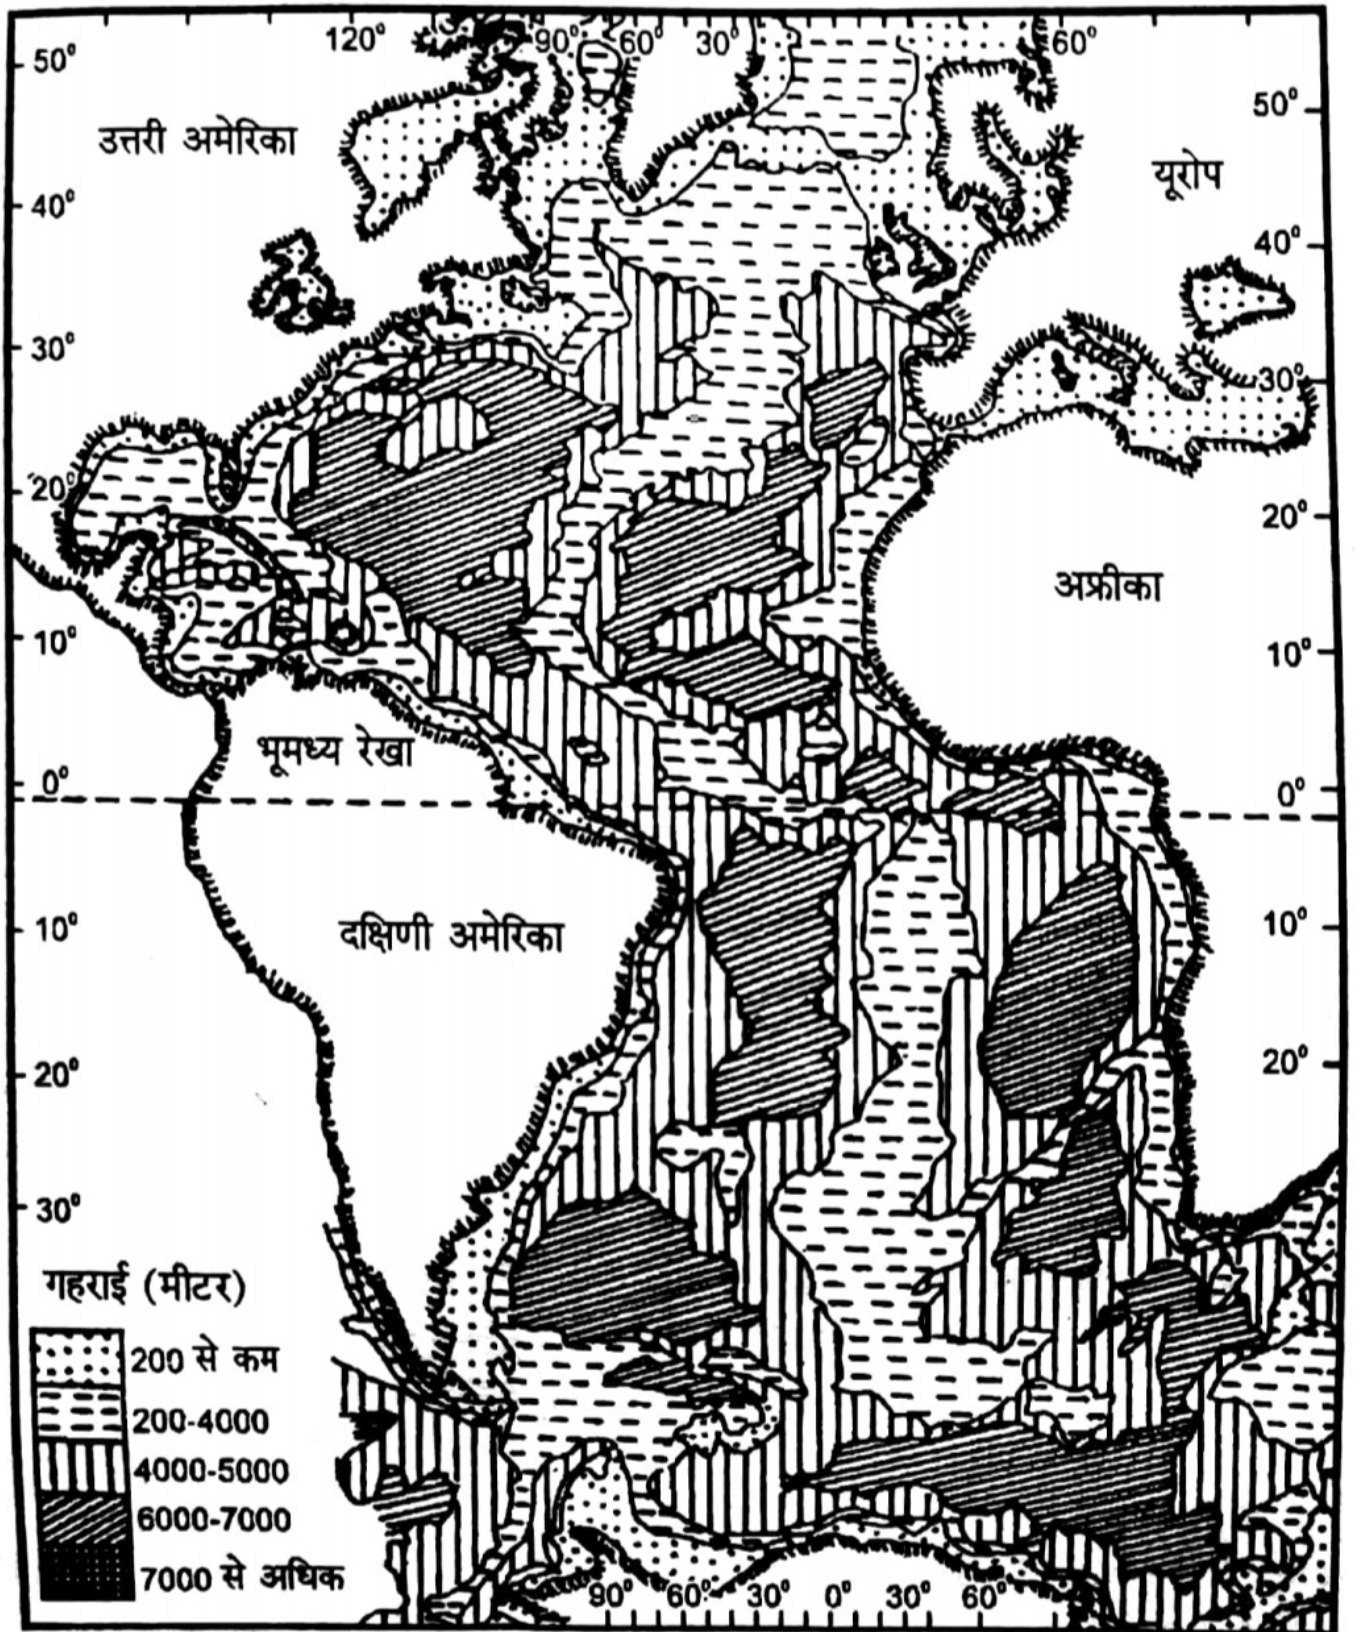 120° 90° 60° 30° 60°
50° 50°
उत्तरी अमेरिका
यूरोप
40° 40°
30° 30°
20° 20°
अफ्रीका
10° 10°
भूमध्य रेखा
0° 0°
दक्षिणी अमेरिका
10° 10°
20° 20°
30°
गहराई (मीटर)
200 से कम
200-4000
4000-5000
6000-7000
7000 से अधिक
90° 60° 30° 0° 30° 60°